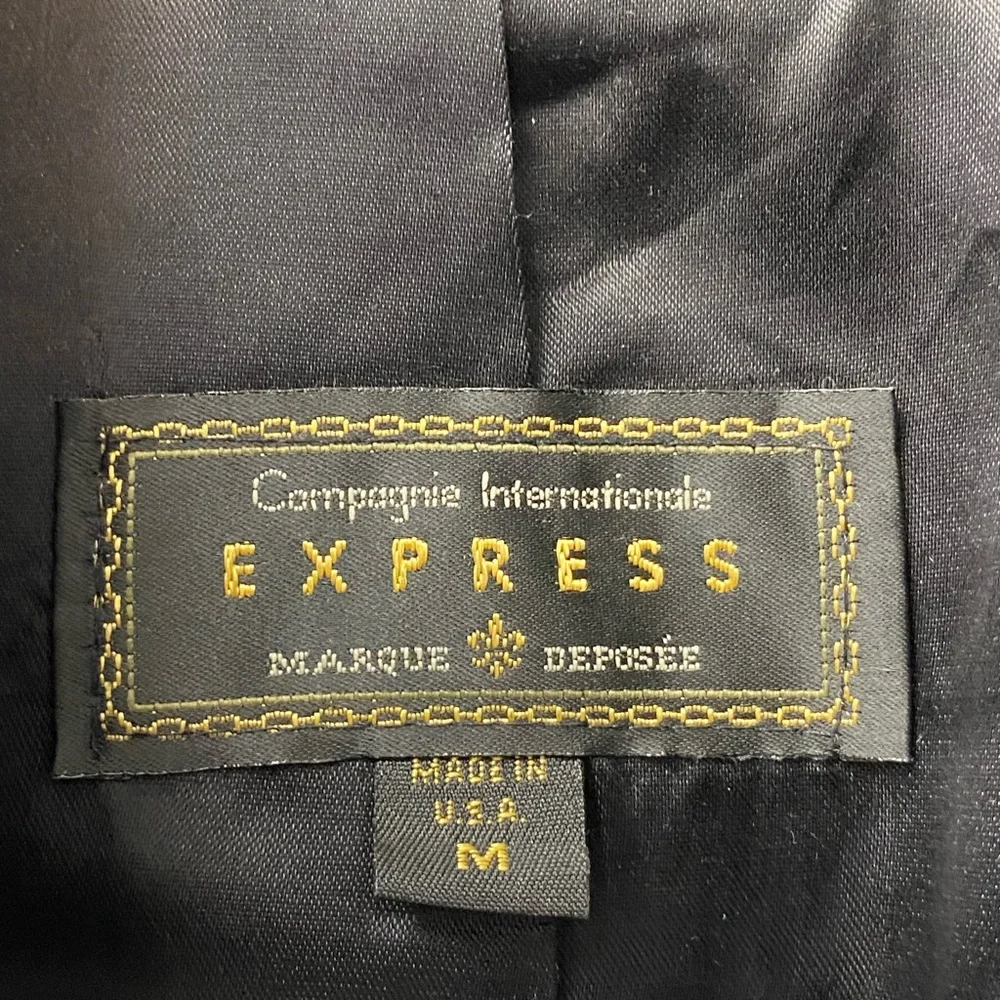 Compagnie Internationale
EXPRESS
MARQUE DEPOSÉE
MADE IN
U.S.A.
M